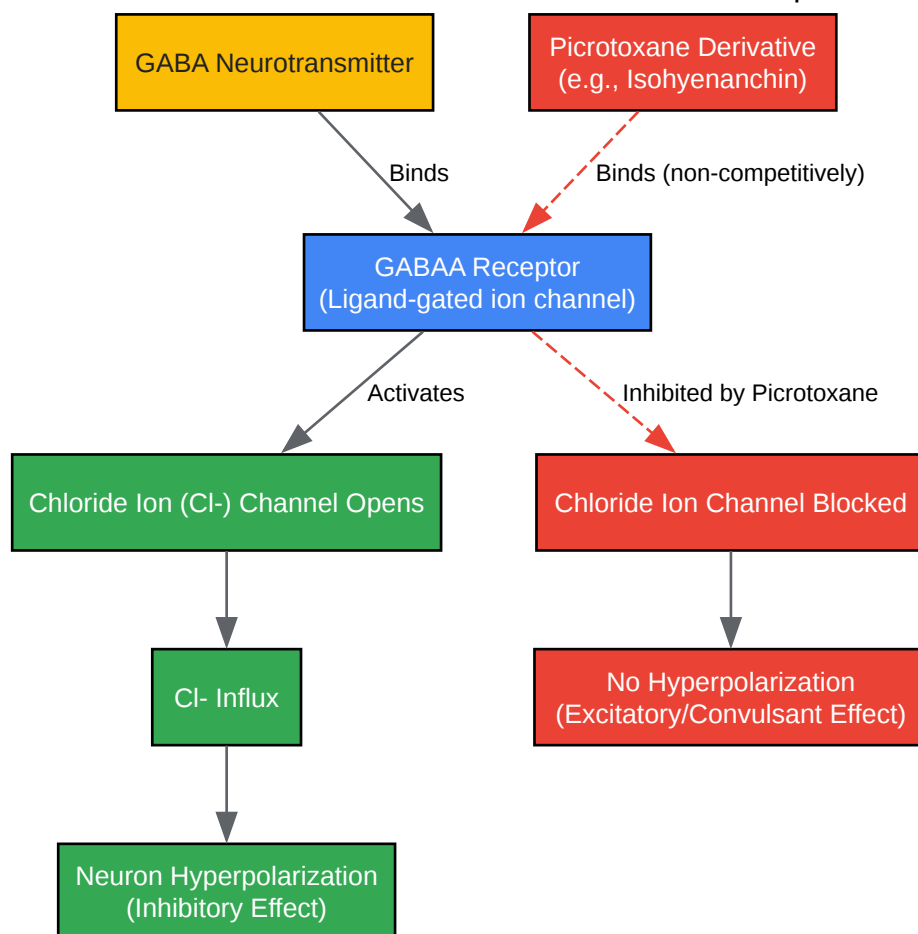 GABA Neurotransmitter
Picrotoxane Derivative
(e.g., Isohyenanchin)
Binds
Binds (non-competitively)
GABAA Receptor
(Ligand-gated ion channel)
Activates
Inhibited by Picrotoxane
Chloride Ion (Cl-) Channel Opens
Chloride Ion Channel Blocked
Cl- Influx
No Hyperpolarization
(Excitatory/Convulsant Effect)
Neuron Hyperpolarization
(Inhibitory Effect)